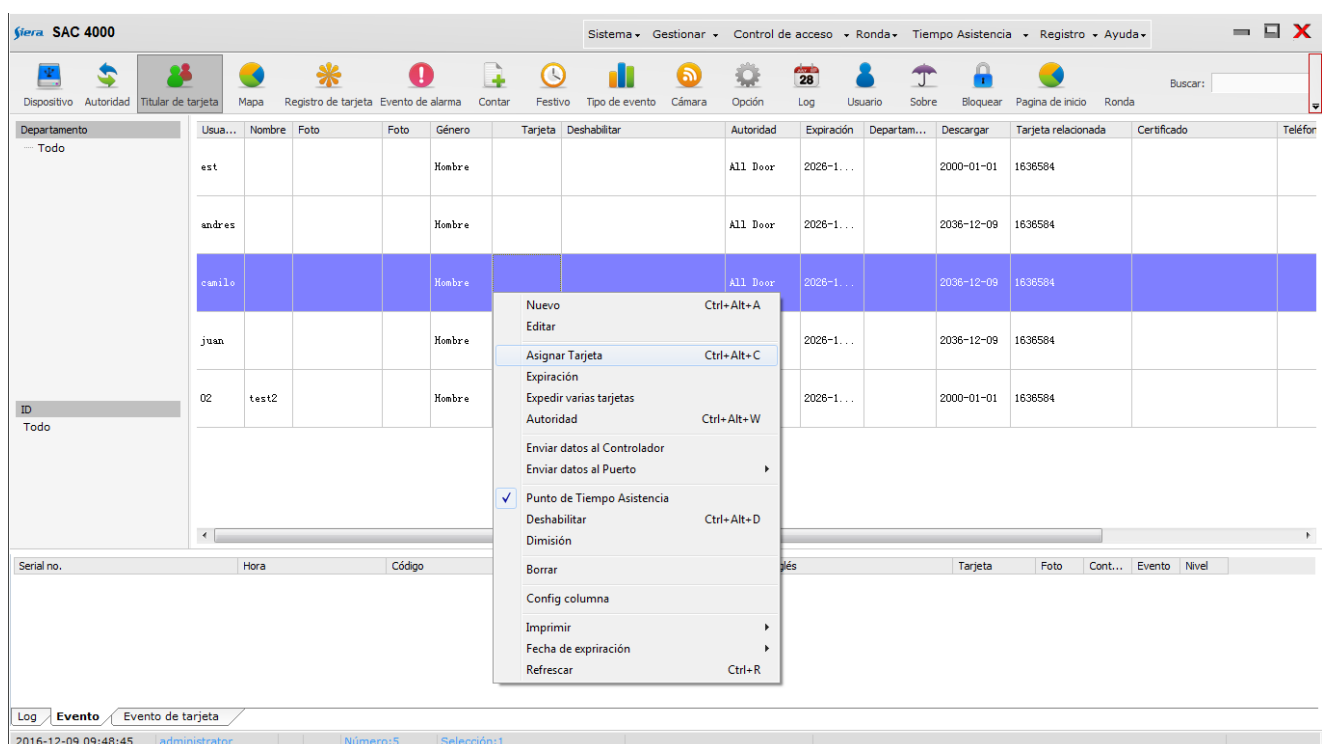 Siera SAC 4000
Sistema Gestionar Control de acceso Ronda Tiempo Asistencia Registro Ayuda
Dispositivo Autoridad Titular de tarjeta Mapa Registro de tarjeta Evento de alarma Contar Festivo Tipo de evento Cámara Opción Log Usuario Sobre Bloquear Pagina de inicio Ronda Buscar:
28
Departamento
Todo
Usua... Nombre Foto Foto Género Tarjeta Deshabilitar Autoridad Expiración Departam... Descargar Tarjeta relacionada Certificado Teléfor
est Hombre All Door 2026-1... 2000-01-01 1636584
andres Hombre All Door 2026-1... 2036-12-09 1636584
camilo Hombre All Door 2026-1... 2036-12-09 1636584
juan Hombre 2026-1... 2036-12-09 1636584
02 test2 Hombre 2026-1... 2000-01-01 1636584
ID
Todo
Nuevo Ctrl+Alt+A
Editar
Asignar Tarjeta Ctrl+Alt+C
Expiración
Expedir varias tarjetas
Autoridad Ctrl+Alt+W
Enviar datos al Controlador
Enviar datos al Puerto
Punto de Tiempo Asistencia
Deshabilitar Ctrl+Alt+D
Dimisión
Borrar
Config columna
Imprimir
Fecha de expriración
Refrescar Ctrl+R
Serial no. Hora Código glés Tarjeta Foto Cont... Evento Nivel
Log Evento Evento de tarjeta
2016-12-09 09:48:45 administrator Número:5 Selección:1